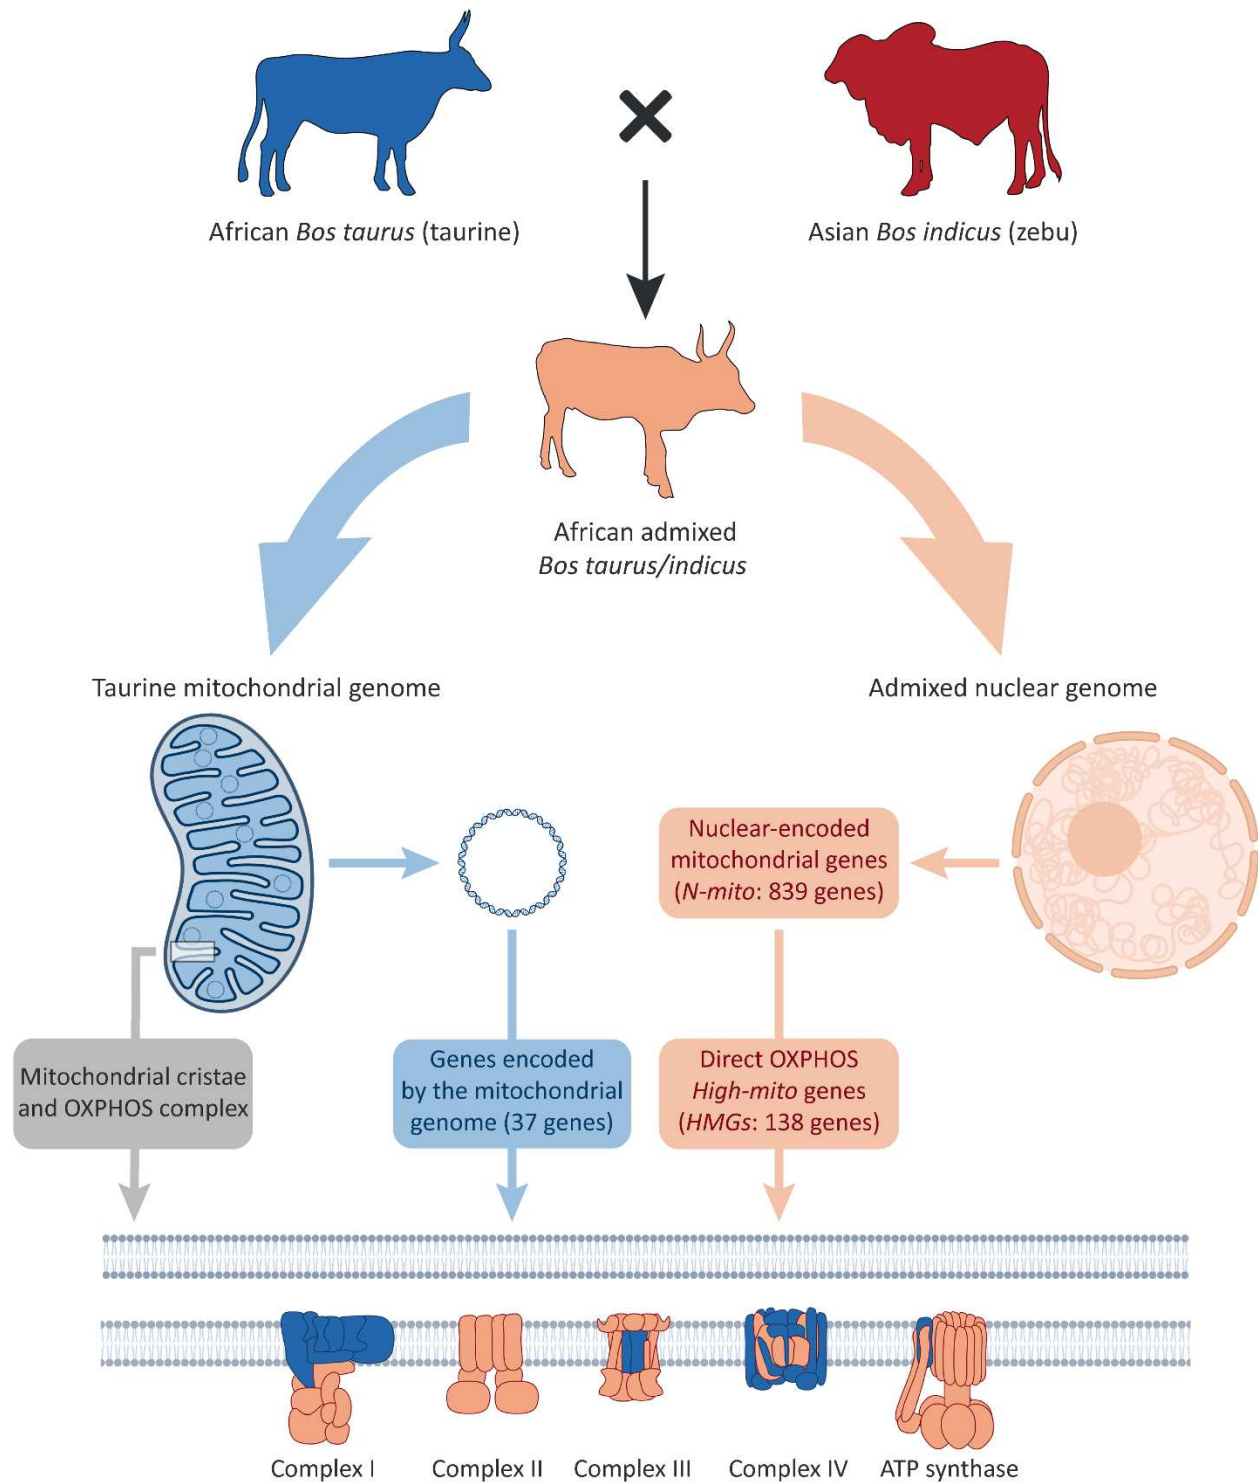 African Bos taurus (taurine)
Asian Bos indicus (zebu)
African admixed
Bos taurus/indicus
Taurine mitochondrial genome
Admixed nuclear genome
Nuclear-encoded
mitochondrial genes
(N-mito: 839 genes)
Mitochondrial cristae
and OXPHOS complex
Genes encoded
by the mitochondrial
genome (37 genes)
Direct OXPHOS
High-mito genes
(HMGs: 138 genes)
Complex I
Complex II
Complex III
Complex IV
ATP synthase